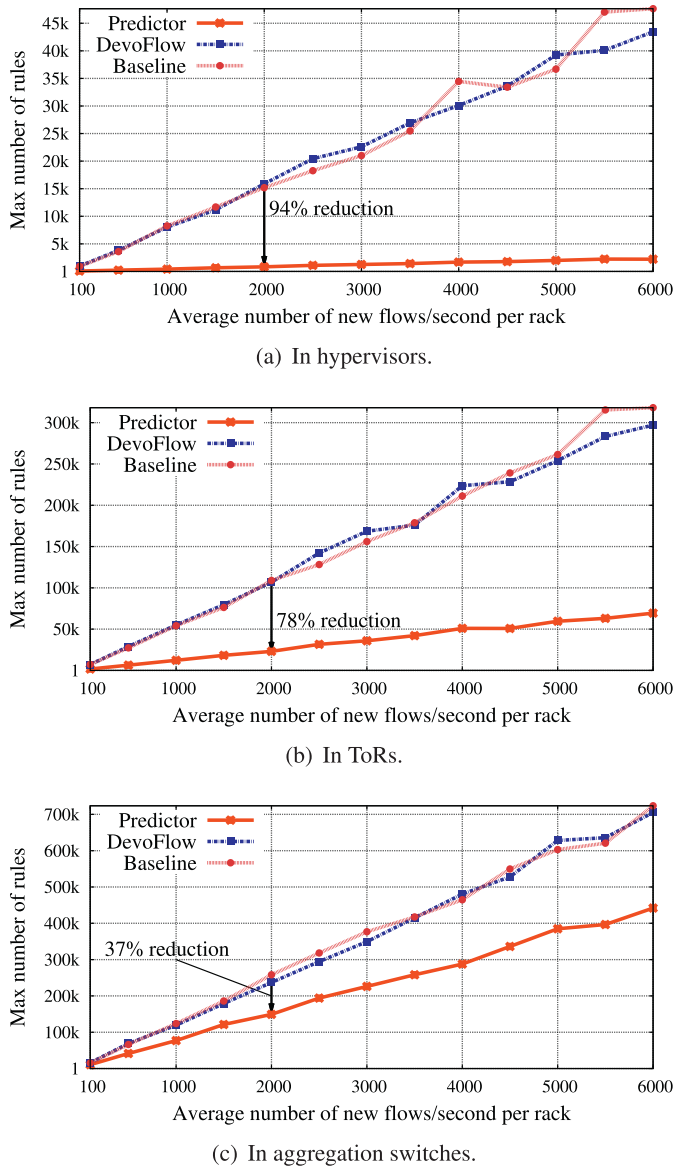 45k
40k
35k
30k
25k
20k
15k
10k
5k
1
Max number of rules
Predictor
DevoFlow
Baseline
94% reduction
100 1000 2000 3000 4000 5000 6000
Average number of new flows/second per rack
(a) In hypervisors.
300k
250k
200k
150k
100k
50k
1
Max number of rules
Predictor
DevoFlow
Baseline
78% reduction
100 1000 2000 3000 4000 5000 6000
Average number of new flows/second per rack
(b) In ToRs.
700k
600k
500k
400k
300k
200k
100k
1
Max number of rules
Predictor
DevoFlow
Baseline
37% reduction
100 1000 2000 3000 4000 5000 6000
Average number of new flows/second per rack
(c) In aggregation switches.